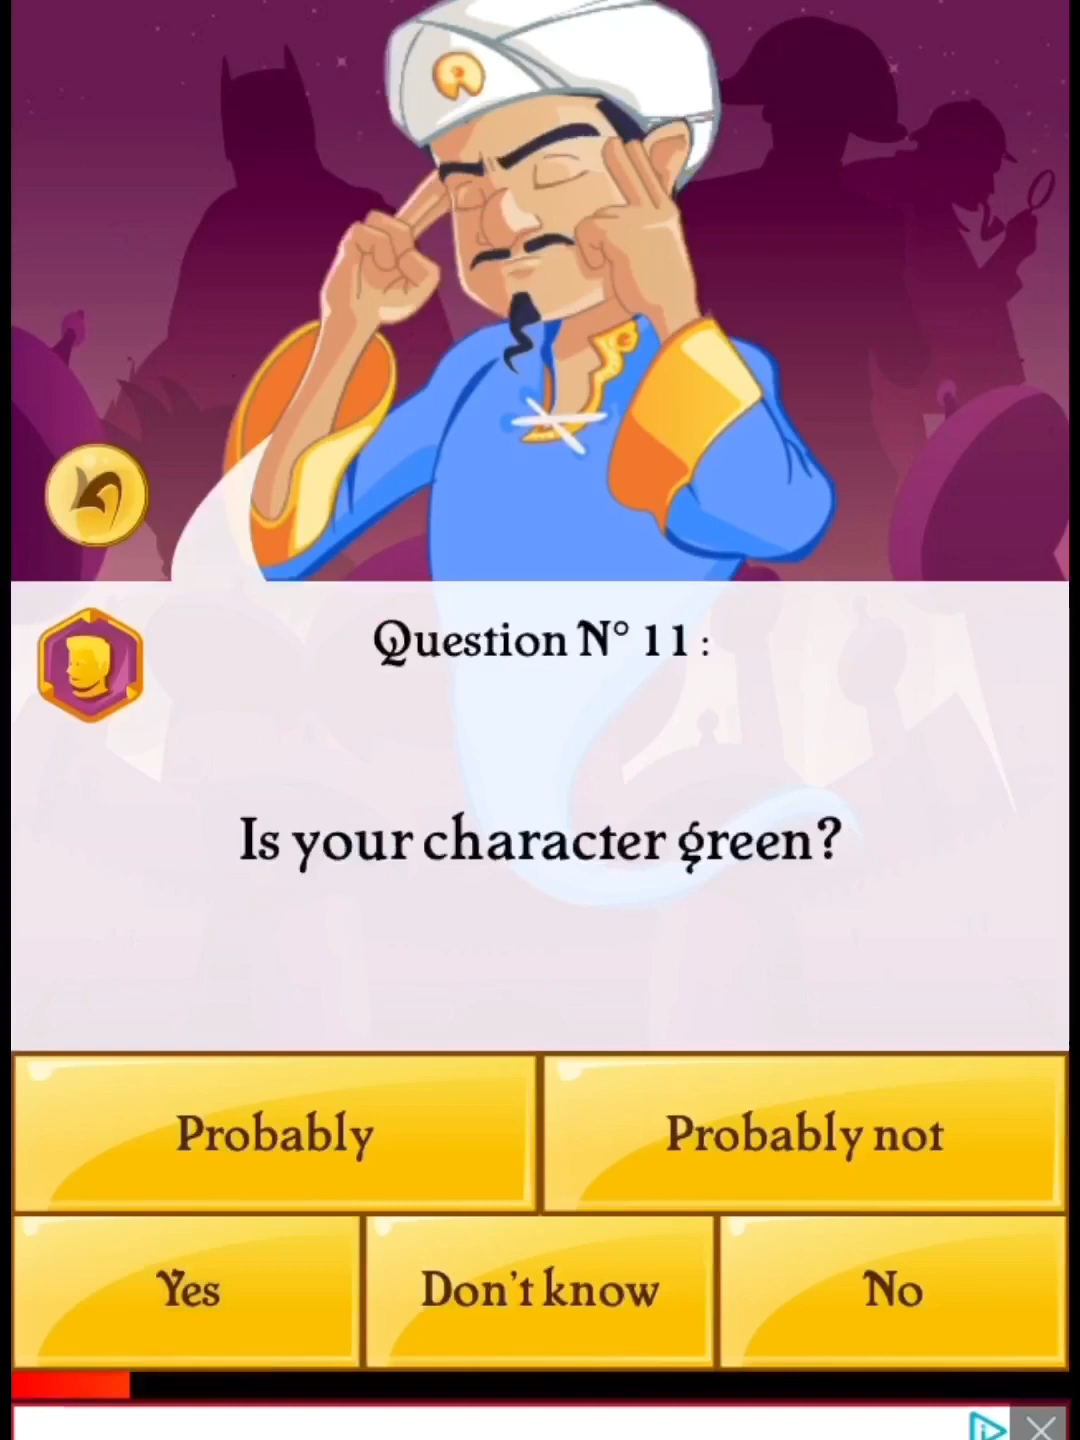 Question N° 11:
Is your character green?
Probably
Probably not
Yes
Don't know
No